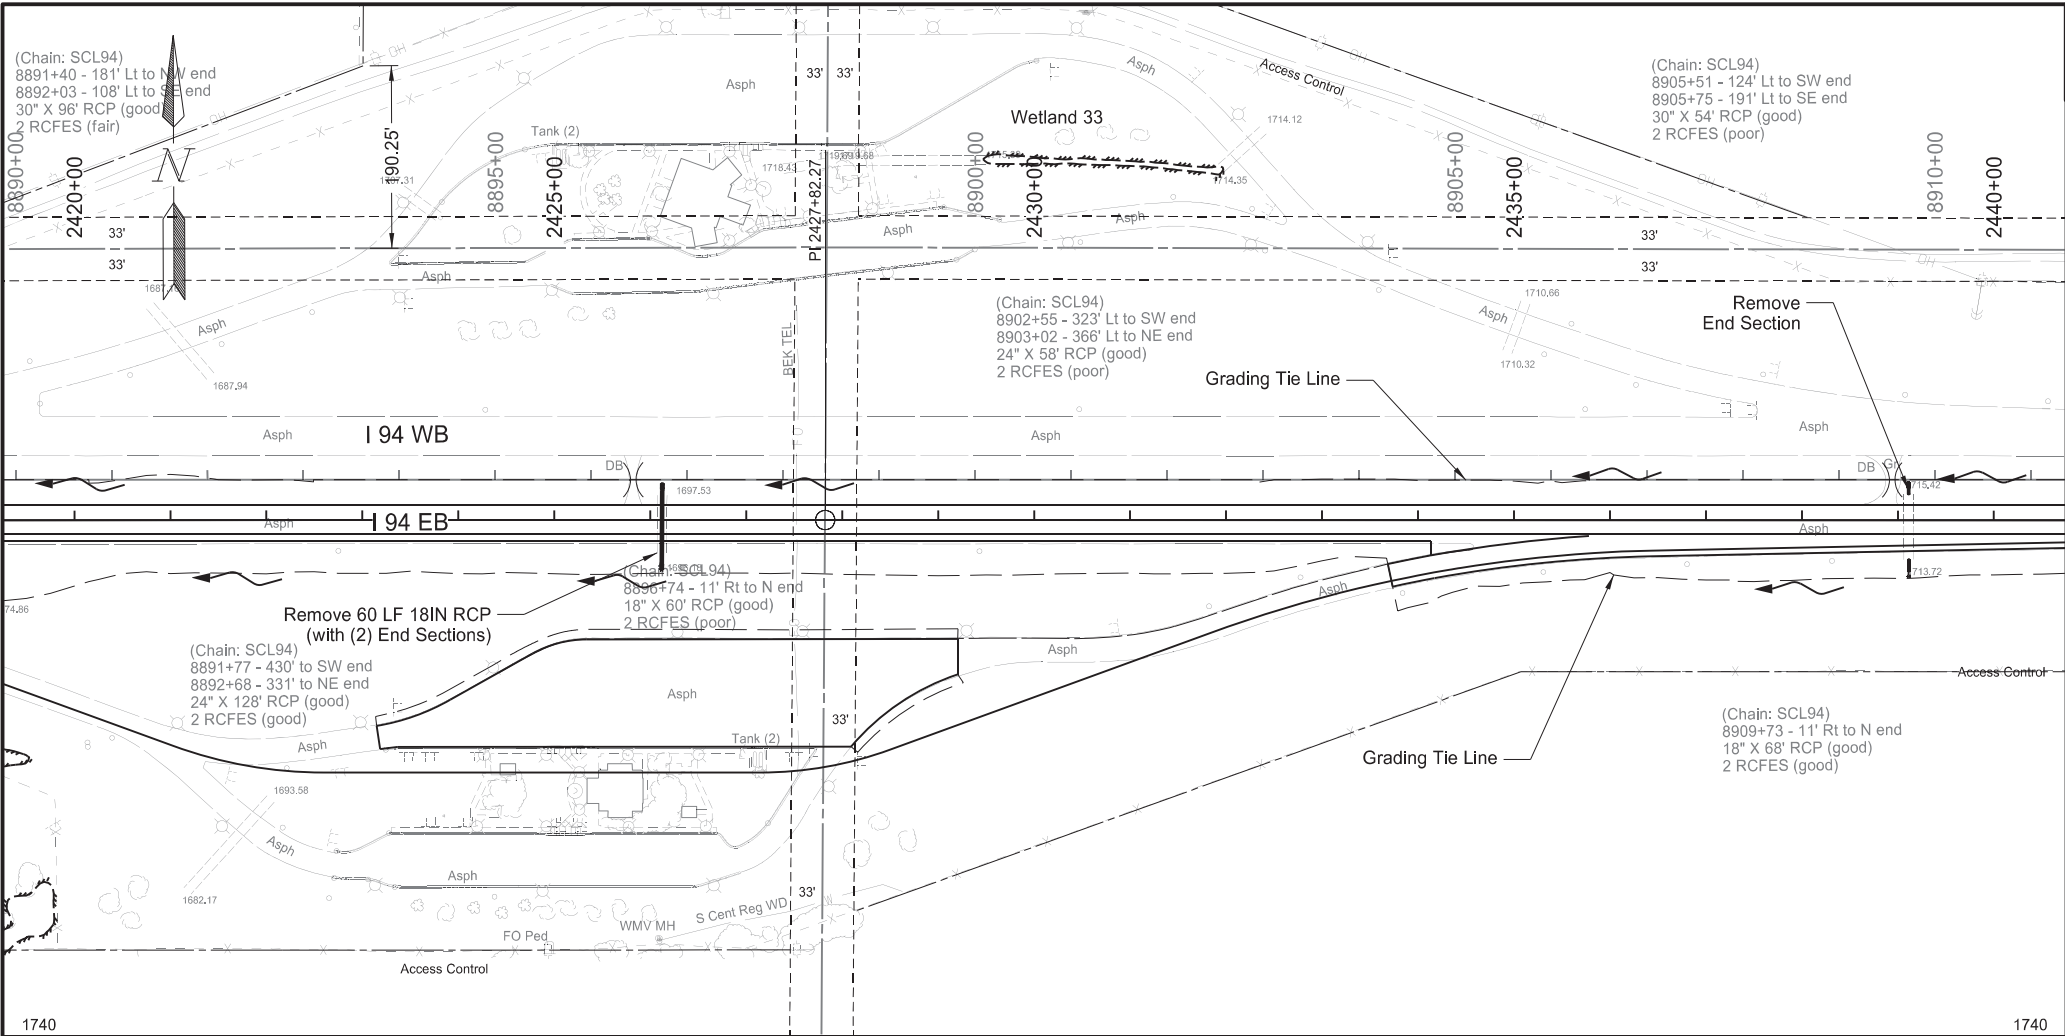 (Chain: SCL94)
8891+40 - 181' Lt to NW end
8892+03 - 108' Lt to SE end
30" X 96' RCP (good)
2 RCFES (fair)
OH
OH
190.25'
N
Asph
33'
33'
Tank (2)
Asph
Access Control
OH
Wetland 33
1714.12
(Chain: SCL94)
8905+51 - 124' Lt to SW end
8905+75 - 191' Lt to SE end
30" X 54' RCP (good)
2 RCFES (poor)
8890+00
2420+00
8895+00
2425+00
1718.43
PI 2427+82.27
8900+00
2430+00
1714.35
8905+00
2435+00
8910+00
2440+00
33'
33'
Asph
Asph
Asph
33'
33'
OH
OH
Asph
1687.94
BEK TEL
(Chain: SCL94)
8902+55 - 323' Lt to SW end
8903+02 - 366' Lt to NE end
24" X 58' RCP (good)
2 RCFES (poor)
1710.66
Asph
1710.32
Remove
End Section
Grading Tie Line
Asph
I 94 WB
Asph
Asph
DB
1697.53
DB
Gr
1715.42
Asph
I 94 EB
Asph
74.86
Remove 60 LF 18IN RCP
(with (2) End Sections)
(Chain: SCL94)
8896+74 - 11' Rt to N end
18" X 60' RCP (good)
2 RCFES (poor)
Asph
1713.72
(Chain: SCL94)
8891+77 - 430' to SW end
8892+68 - 331' to NE end
24" X 128' RCP (good)
2 RCFES (good)
Asph
Asph
Access Control
33'
Asph
Tank (2)
Grading Tie Line
(Chain: SCL94)
8909+73 - 11' Rt to N end
18" X 68' RCP (good)
2 RCFES (good)
1693.58
Asph
Asph
1682.17
33'
S Cent Reg WD
W
WMV MH
FO Ped
Access Control
1740
1740